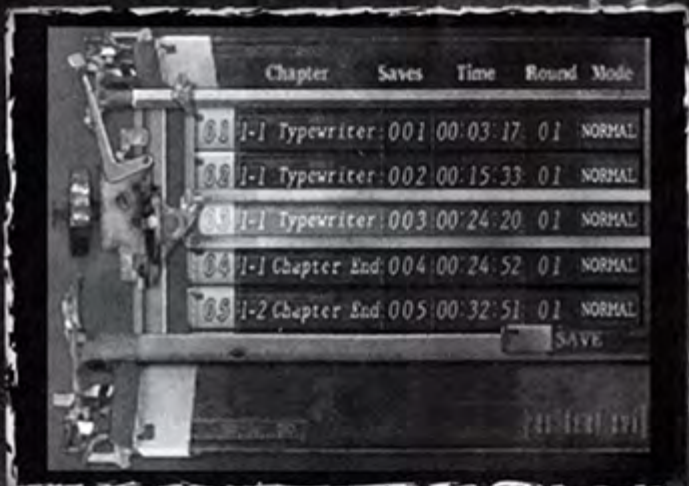 Chapter Saves Time Round Mode
01 1-1 Typewriter 001 00:03:17 01 NORMAL
02 1-1 Typewriter 002 00:15:33 01 NORMAL
03 1-1 Typewriter 003 00:24:20 01 NORMAL
04 1-1 Chapter End 004 00:24:52 01 NORMAL
05 1-2 Chapter End 005 00:32:51 01 NORMAL
SAVE